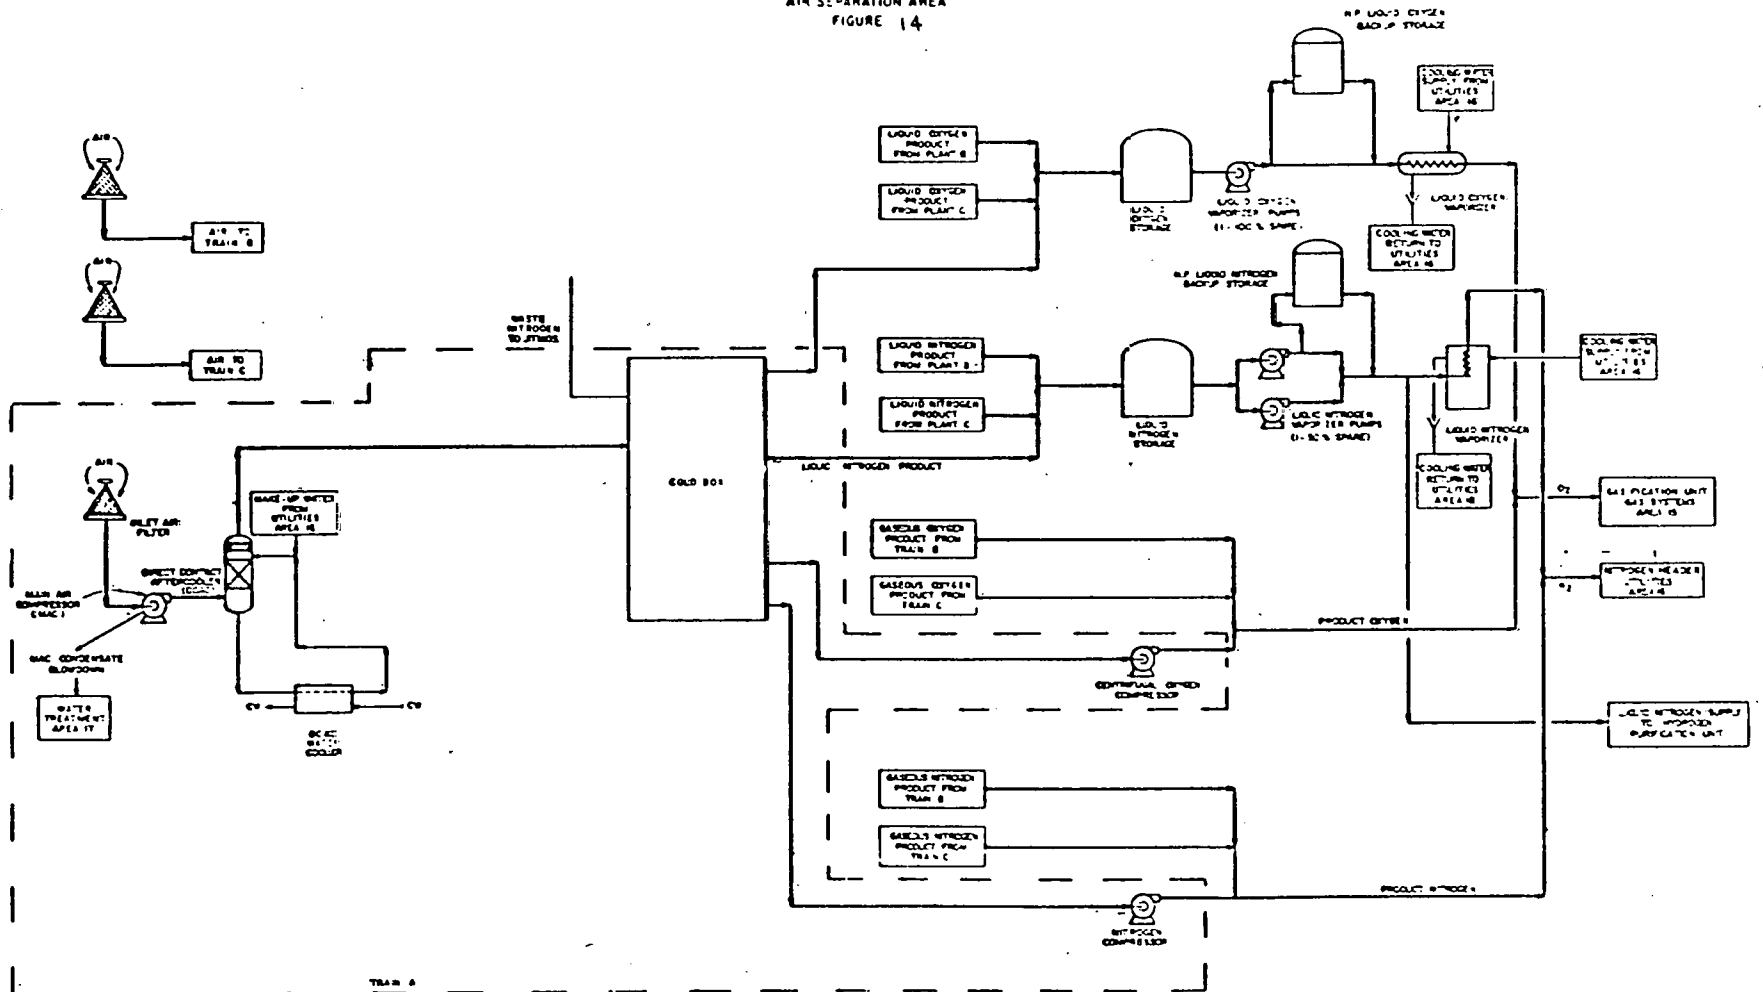 AIR SEPARATION AREA
FIGURE 14
H.P. LIQUID OXYGEN
BACKUP STORAGE
COOLING WATER
SUPPLY FROM
UTILITIES
AREA 16
AIR
LIQUID OXYGEN
PRODUCT
FROM PLANT B
LIQUID OXYGEN
PRODUCT
FROM PLANT C
LIQUID
OXYGEN
STORAGE
LIQUID OXYGEN
VAPORIZER PUMPS
(1-100% SPARE)
LIQUID OXYGEN
VAPORIZER
COOLING WATER
RETURN TO
UTILITIES
AREA 16
AIR TO
TRAIN B
AIR
H.P. LIQUID NITROGEN
BACKUP STORAGE
WASTE
NITROGEN
TO ATMOS.
AIR TO
TRAIN C
LIQUID NITROGEN
PRODUCT
FROM PLANT B
LIQUID NITROGEN
PRODUCT
FROM PLANT C
LIQUID
NITROGEN
STORAGE
LIQUID NITROGEN
VAPORIZER PUMPS
(1-50% SPARE)
COOLING WATER
SUPPLY FROM
UTILITIES
AREA 16
LIQUID NITROGEN
VAPORIZER
COOLING WATER
RETURN TO
UTILITIES
AREA 16
LIQUID NITROGEN PRODUCT
COLD BOX
AIR
INLET AIR
FILTER
MAKE-UP WATER
FROM
UTILITIES
AREA 16
O2
GASIFICATION UNIT
GAS SYSTEMS
AREA 15
GASEOUS OXYGEN
PRODUCT FROM
TRAIN B
GASEOUS OXYGEN
PRODUCT FROM
TRAIN C
DIRECT CONTACT
AFTERCOOLER
(DCAC)
MAIN AIR
COMPRESSOR
(MAC)
N2
NITROGEN HEADER
UTILITIES
AREA 16
PRODUCT OXYGEN
MAC CONDENSATE
BLOWDOWN
WATER
TREATMENT
AREA 17
CW
CW
DCAC
WATER
COOLER
CENTRIFUGAL OXYGEN
COMPRESSOR
LIQUID NITROGEN SUPPLY
TO HYDROGEN
PURIFICATION UNIT
GASEOUS NITROGEN
PRODUCT FROM
TRAIN B
GASEOUS NITROGEN
PRODUCT FROM
TRAIN C
PRODUCT NITROGEN
NITROGEN
COMPRESSOR
TRAIN A